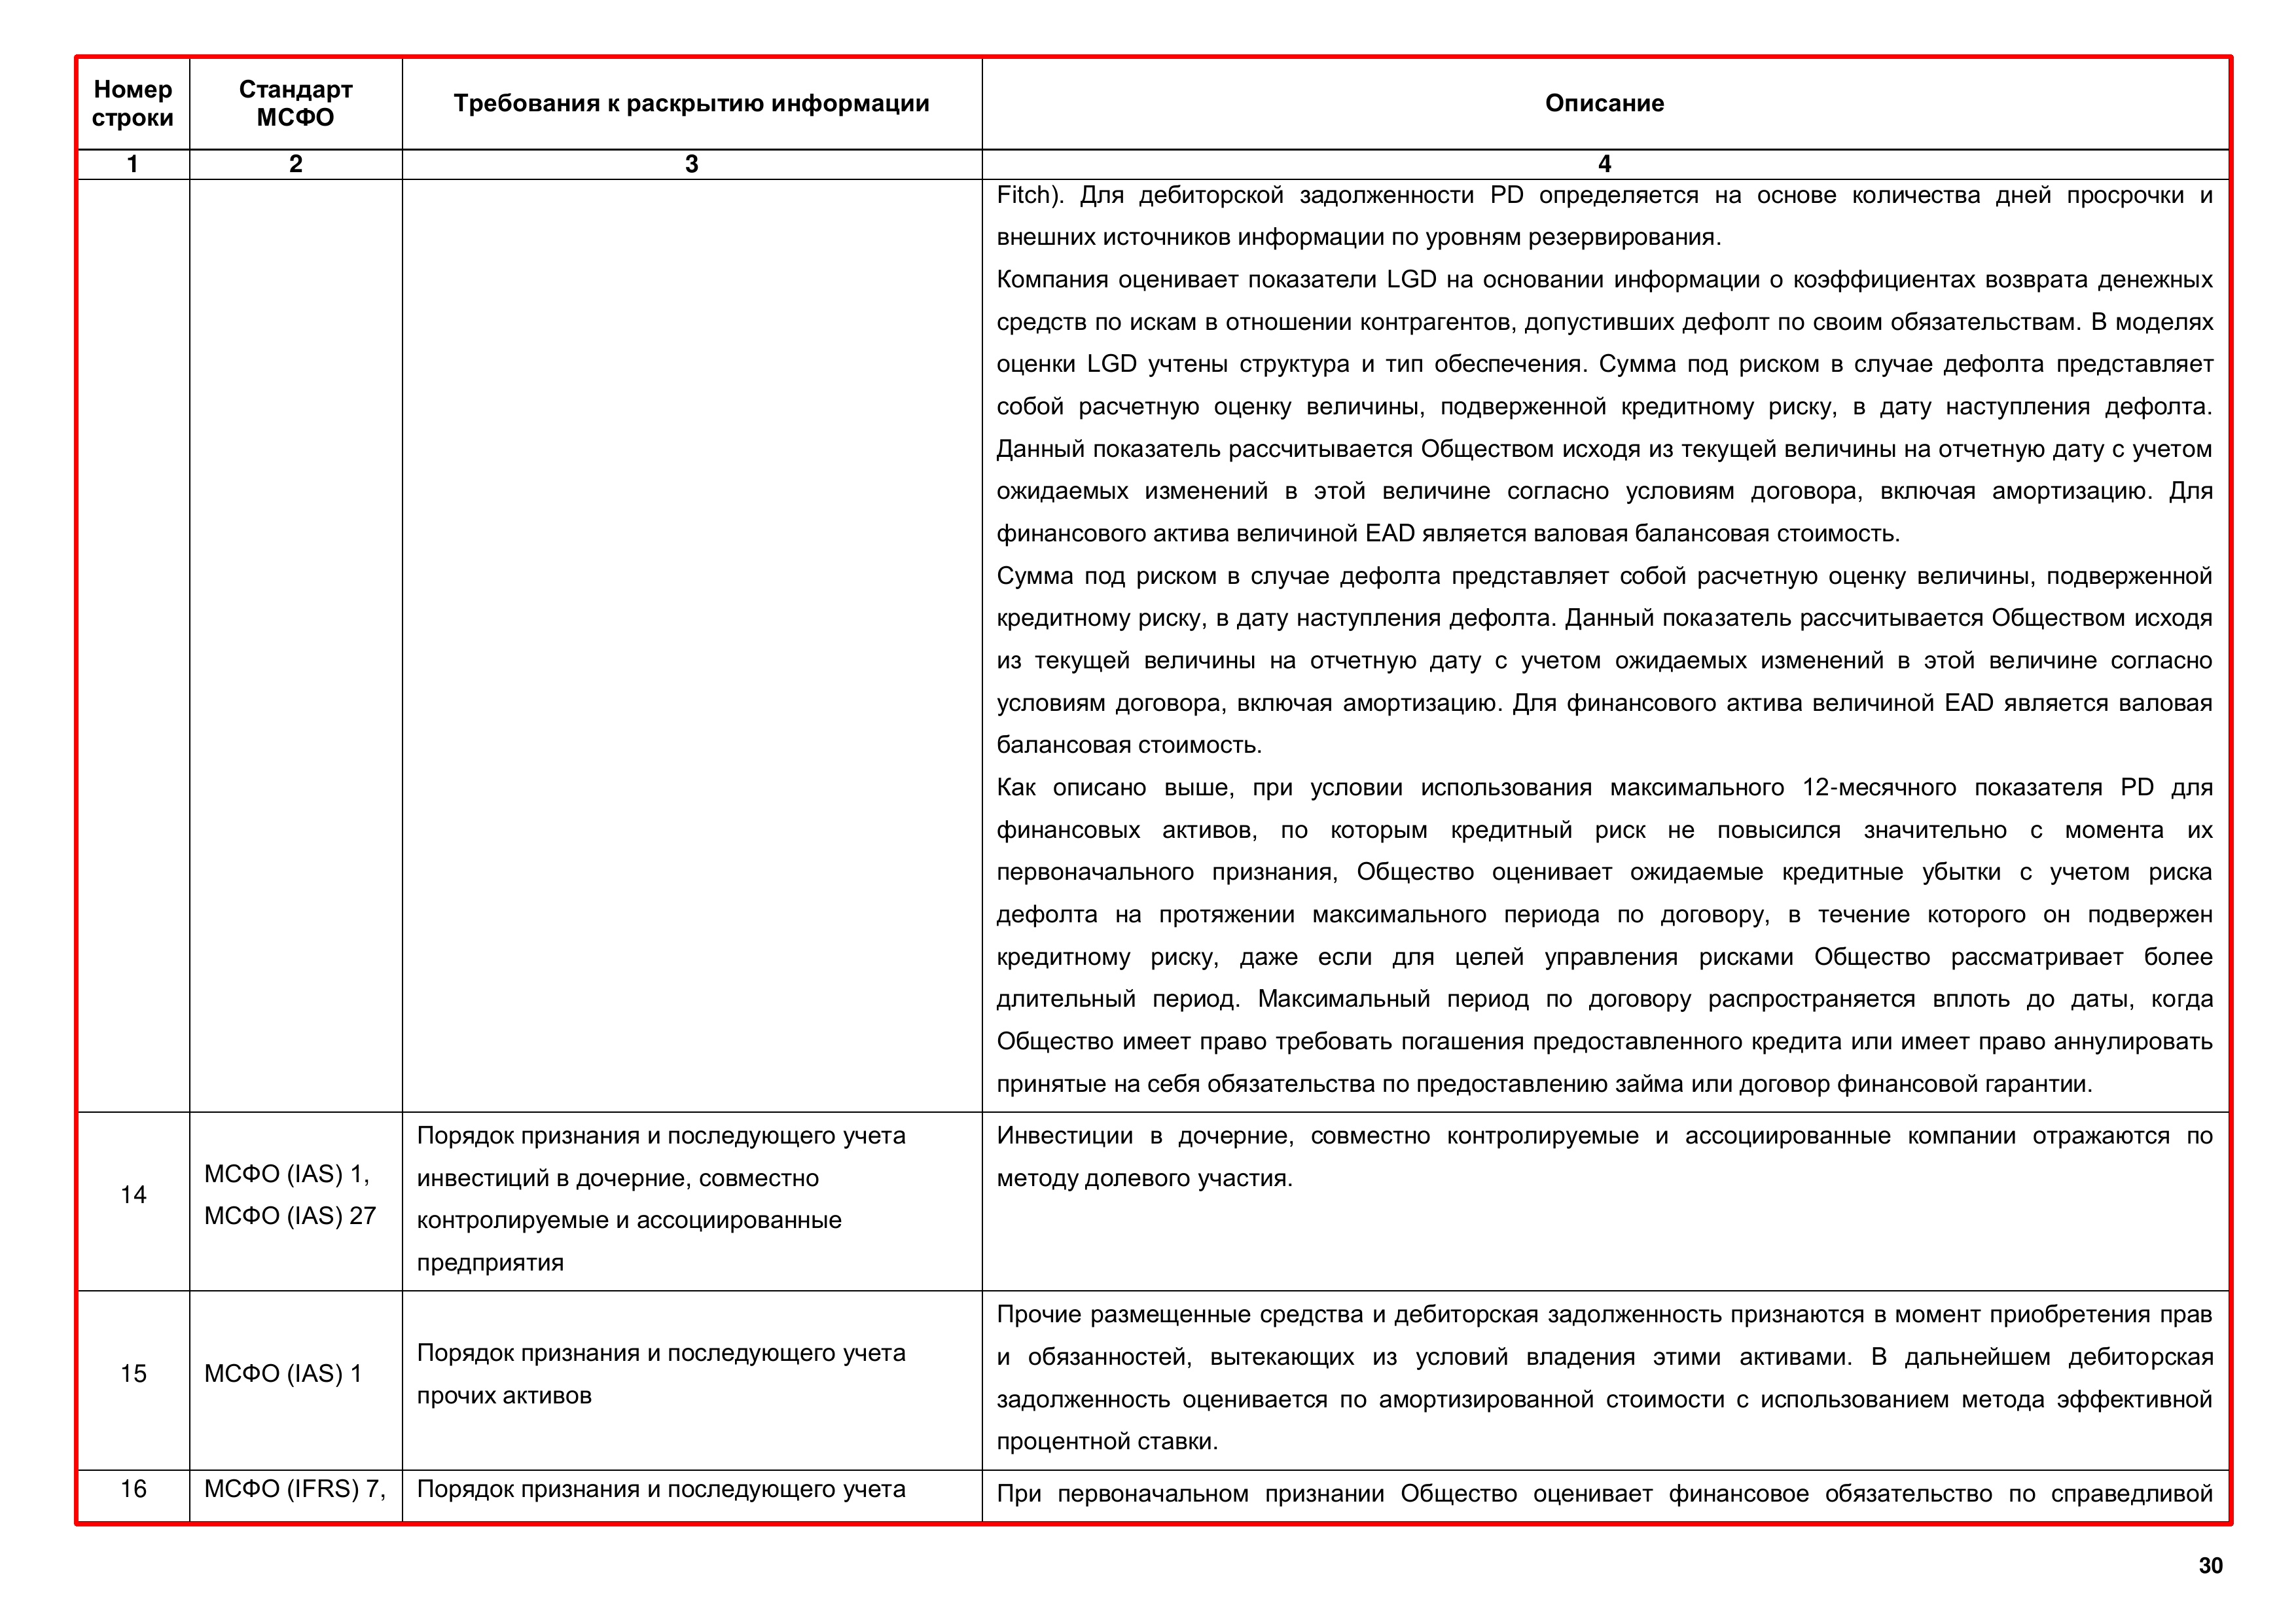 Номер строки
Стандарт МСФО
Требования к раскрытию информации
Описание
1
2
3
4
Fitch). Для дебиторской задолженности PD определяется на основе количества дней просрочки и
внешних источников информации по уровням резервирования.
Компания оценивает показатели LGD на основании информации о коэффициентах возврата денежных
средств по искам в отношении контрагентов, допустивших дефолт по своим обязательствам. В моделях
оценки LGD учтены структура и тип обеспечения. Сумма под риском в случае дефолта представляет
собой расчетную оценку величины, подверженной кредитному риску, в дату наступления дефолта.
Данный показатель рассчитывается Обществом исходя из текущей величины на отчетную дату с учетом
ожидаемых изменений в этой величине согласно условиям договора, включая амортизацию. Для
финансового актива величиной EAD является валовая балансовая стоимость.
Сумма под риском в случае дефолта представляет собой расчетную оценку величины, подверженной
кредитному риску, в дату наступления дефолта. Данный показатель рассчитывается Обществом исходя
из текущей величины на отчетную дату с учетом ожидаемых изменений в этой величине согласно
условиям договора, включая амортизацию. Для финансового актива величиной EAD является валовая
балансовая стоимость.
Как описано выше, при условии использования максимального 12-месячного показателя PD для
финансовых активов, по которым кредитный риск не повысился значительно с момента их
первоначального признания, Общество оценивает ожидаемые кредитные убытки с учетом риска
дефолта на протяжении максимального периода по договору, в течение которого он подвержен
кредитному риску, даже если для целей управления рисками Общество рассматривает более
длительный период. Максимальный период по договору распространяется вплоть до даты, когда
Общество имеет право требовать погашения предоставленного кредита или имеет право аннулировать
принятые на себя обязательства по предоставлению займа или договор финансовой гарантии.
14
МСФО (IAS) 1,
МСФО (IAS) 27
Порядок признания и последующего учета
инвестиций в дочерние, совместно
контролируемые и ассоциированные
предприятия
Инвестиции в дочерние, совместно контролируемые и ассоциированные компании отражаются по
методу долевого участия.
15
МСФО (IAS) 1
Порядок признания и последующего учета
прочих активов
Прочие размещенные средства и дебиторская задолженность признаются в момент приобретения прав
и обязанностей, вытекающих из условий владения этими активами. В дальнейшем дебиторская
задолженность оценивается по амортизированной стоимости с использованием метода эффективной
процентной ставки.
16
МСФО (IFRS) 7,
Порядок признания и последующего учета
При первоначальном признании Общество оценивает финансовое обязательство по справедливой
30